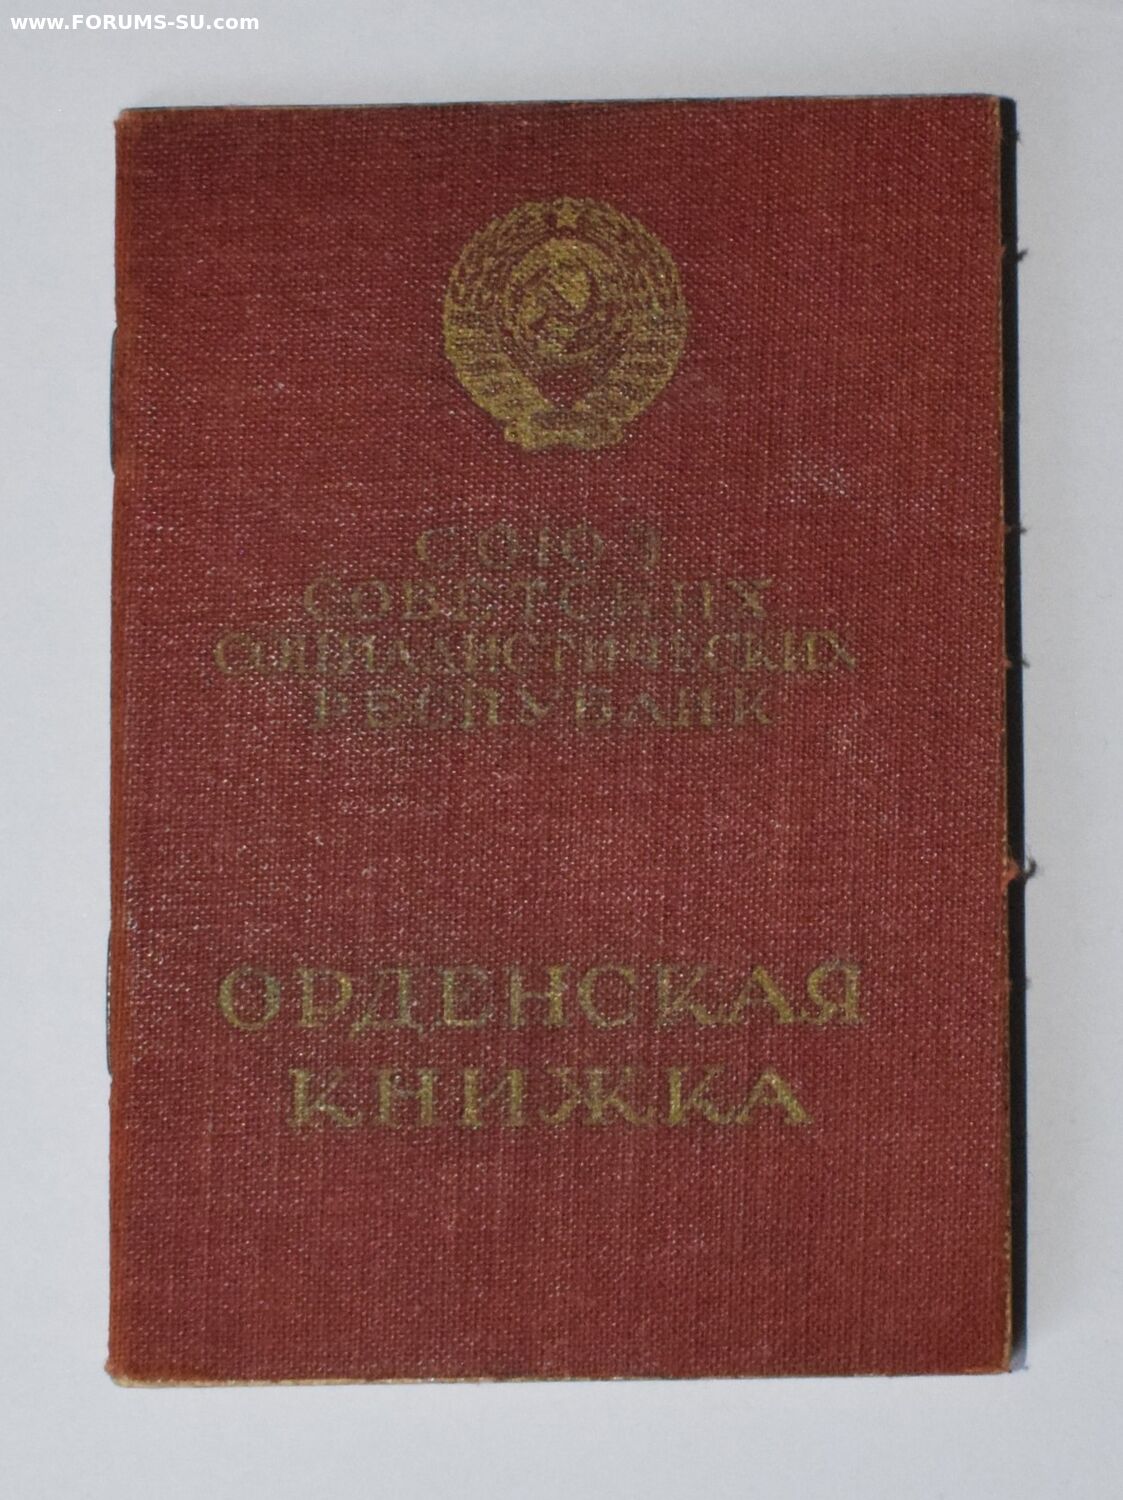 www.FORUMS-SU.com
СОЮЗ
СОВЕТСКИХ
СОЦИАЛИСТИЧЕСКИХ
РЕСПУБЛИК
ОРДЕНСКАЯ
КНИЖКА